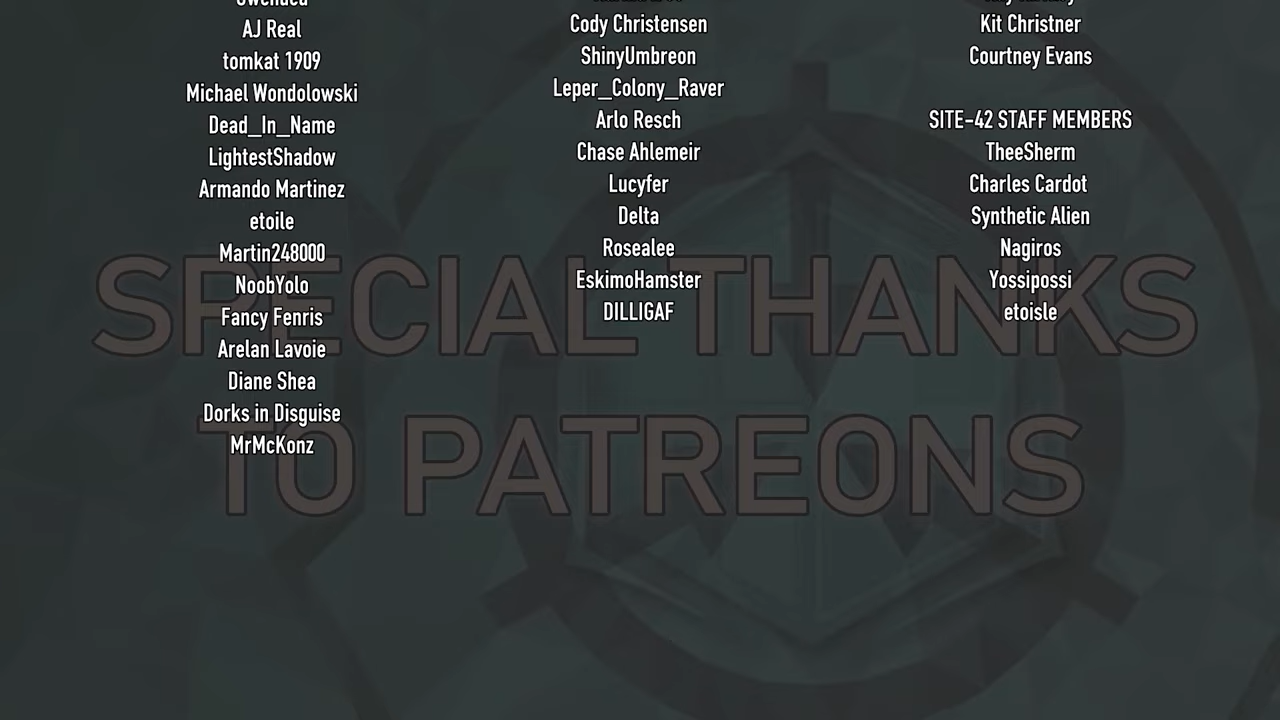 AJ Real
tomkat 1909
Michael Wondolowski
Dead_In_Name
LightestShadow
Armando Martinez
etoile
Martin248000
NoobYolo
Fancy Fenris
Arelan Lavoie
Diane Shea
Dorks in Disguise
MrMcKonz
Cody Christensen
ShinyUmbreon
Leper_Colony_Raver
Arlo Resch
Chase Ahlemeir
Lucyfer
Delta
Rosealee
EskimoHamster
DILLIGAF
Kit Christner
Courtney Evans
SITE-42 STAFF MEMBERS
TheeSherm
Charles Cardot
Synthetic Alien
Nagiros
Yossipossi
etoisle
SPECIAL THANKS
TO PATREONS